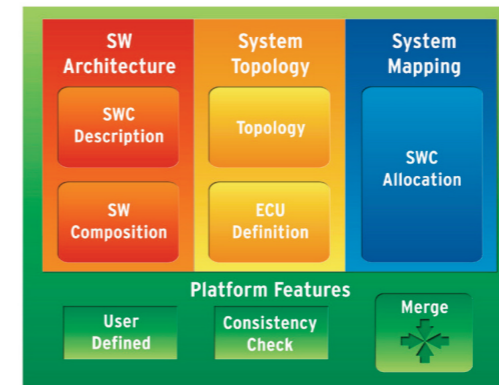 SW
Architecture
SWC
Description
SW
Composition
System
Topology
Topology
ECU
Definition
System
Mapping
SWC
Allocation
Platform Features
User
Defined
Consistency
Check
Merge